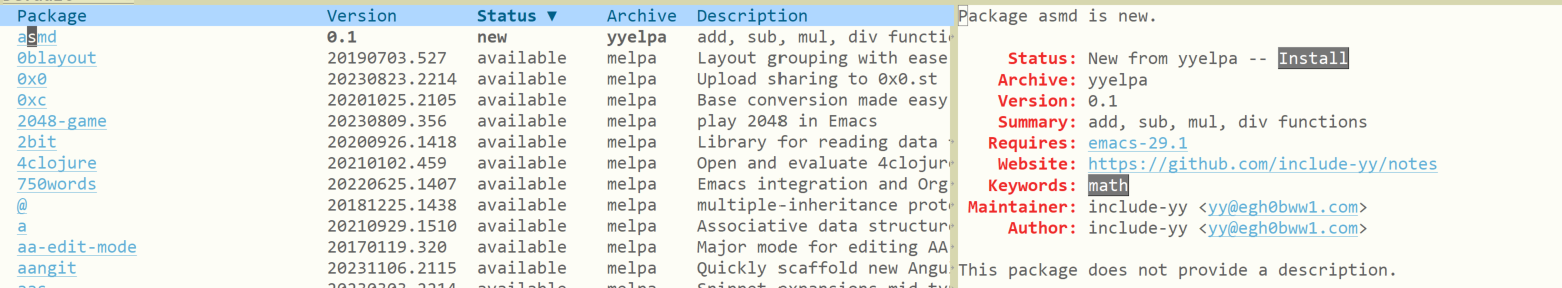 Package Version Status ▼ Archive Description
asmd 0.1 new yyelpa add, sub, mul, div functi
0blayout 20190703.527 available melpa Layout grouping with ease
0x0 20230823.2214 available melpa Upload sharing to 0x0.st
0xc 20201025.2105 available melpa Base conversion made easy
2048-game 20230809.356 available melpa play 2048 in Emacs
2bit 20200926.1418 available melpa Library for reading data
4clojure 20210102.459 available melpa Open and evaluate 4clojur
750words 20220625.1407 available melpa Emacs integration and Org
@ 20181225.1438 available melpa multiple-inheritance prot
a 20210929.1510 available melpa Associative data structur
aa-edit-mode 20170119.320 available melpa Major mode for editing AA
aangit 20231106.2115 available melpa Quickly scaffold new Angu
Package asmd is new.
Status: New from yyelpa -- Install
Archive: yyelpa
Version: 0.1
Summary: add, sub, mul, div functions
Requires: emacs-29.1
Website: https://github.com/include-yy/notes
Keywords: math
Maintainer: include-yy <yy@egh0bww1.com>
Author: include-yy <yy@egh0bww1.com>
This package does not provide a description.